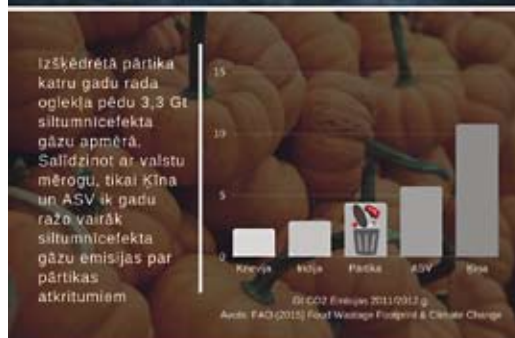 Izšķērdētā pārtika
katru gadu rada
oglekļa pēdu 3,3 Gt
siltumnīcefekta
gāzu apmērā.
Salīdzinot ar valstu
mērogu, tikai Ķīna
un ASV ik gadu
ražo vairāk
siltumnīcefekta
gāzu emisijas par
pārtikas
atkritumiem
15
10
5
0
Krievija Indija Pārtika ASV Ķīna
Gt CO2 Emisijas 2011/2012.g.
Avots: FAO (2015) Food Wastage Footprint & Climate Change